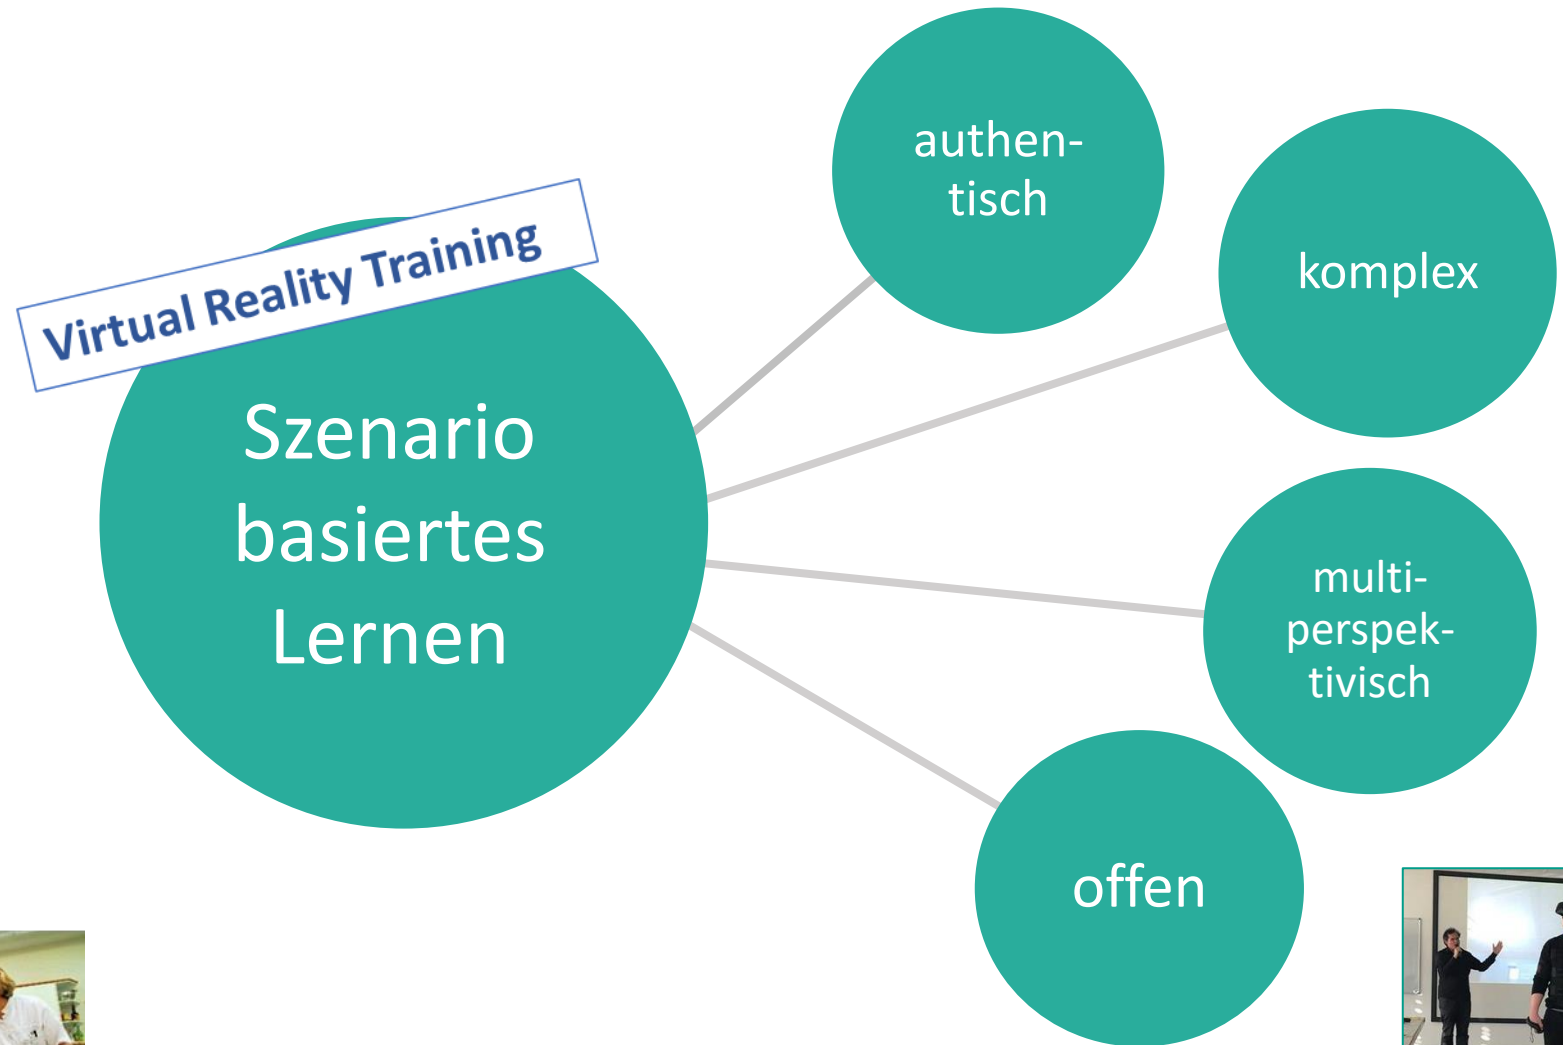 Virtual Reality Training
Szenario
basiertes
Lernen
authen-
tisch
komplex
multi-
perspek-
tivisch
offen